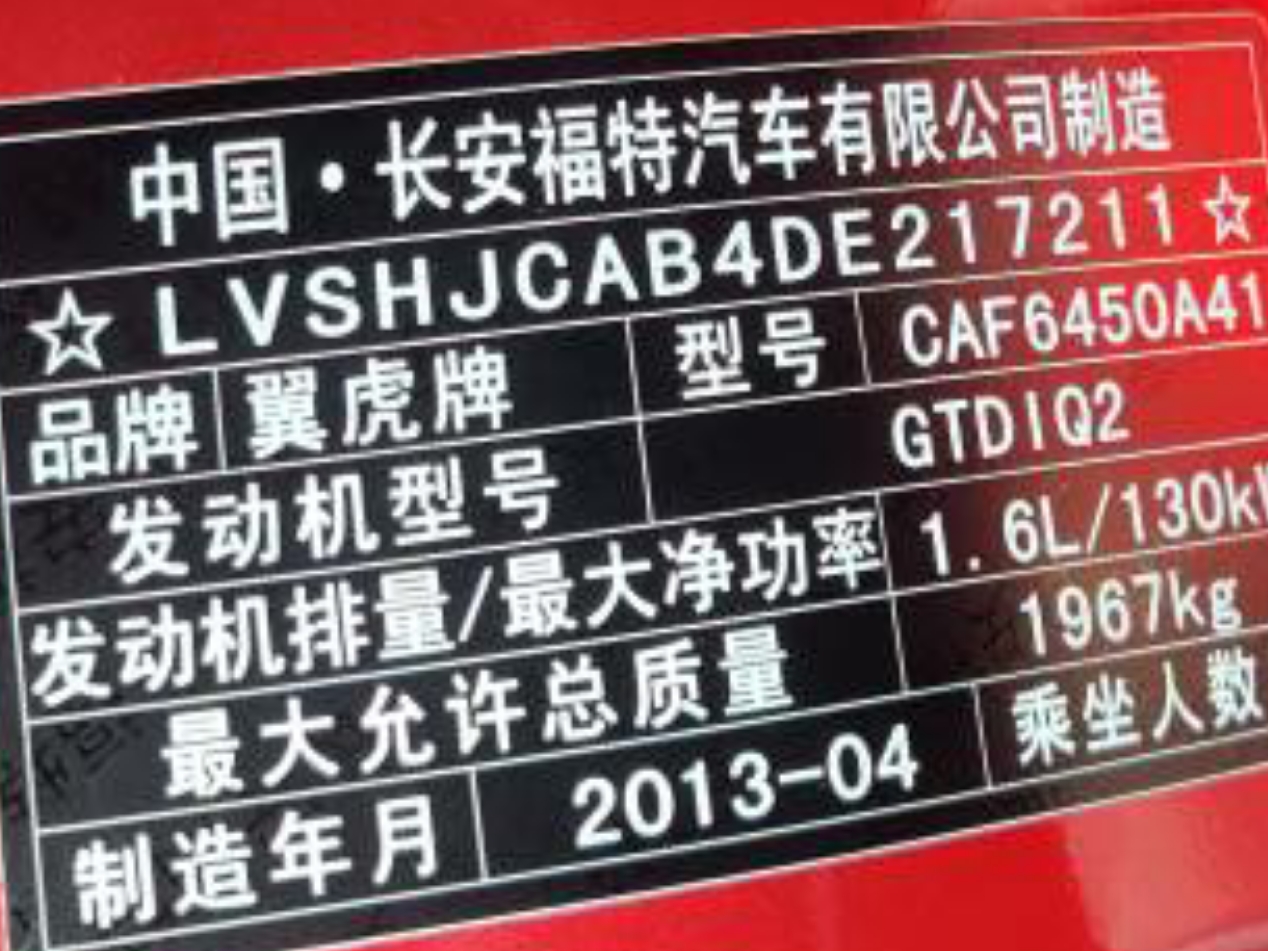 中国·长安福特汽车有限公司制造
☆LVSHJCAB4DE217211☆
品牌 翼虎牌 型号 CAF6450A41
发动机型号 GTDIQ2
发动机排量/最大净功率 1.6L/130k
最大允许总质量 1967kg
制造年月 2013-04 乘坐人数